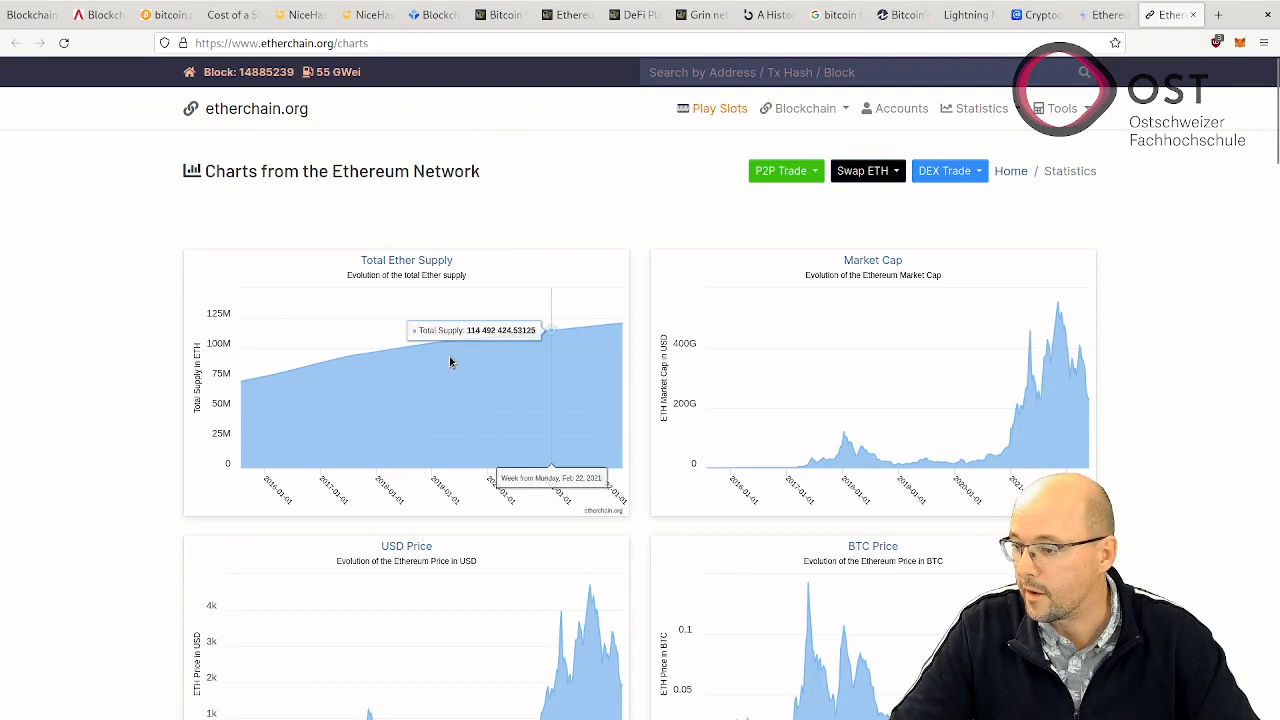 Blockchain
Blockch
bitcoin.
Cost of a 5
NiceHas
NiceHas
Blockch
Bitcoin
Ethereu
DeFi Pl
Grin net
A Histor
bitcoin t
Bitcoin's
Lightning
Cryptoc
Ethereu
Ether
https://www.etherchain.org/charts
Block: 14885239 55 GWei
Search by Address / Tx Hash / Block
OST
Ostschweizer
Fachhochschule
etherchain.org
Play Slots Blockchain Accounts Statistics Tools
Charts from the Ethereum Network
P2P Trade Swap ETH DEX Trade Home / Statistics
Total Ether Supply
Evolution of the total Ether supply
Total Supply in ETH
125M
100M
75M
50M
25M
0
Total Supply: 114 492 424.53125
2016-01-01
2017-01-01
2018-01-01
2019-01-01
Week from Monday, Feb 22, 2021
etherchain.org
Market Cap
Evolution of the Ethereum Market Cap
ETH Market Cap in USD
400G
200G
0
2016-01-01
2017-01-01
2018-01-01
2019-01-01
2020-01-01
USD Price
Evolution of the Ethereum Price in USD
ETH Price in USD
4k
3k
2k
1k
BTC Price
Evolution of the Ethereum Price in BTC
ETH Price in BTC
0.1
0.05